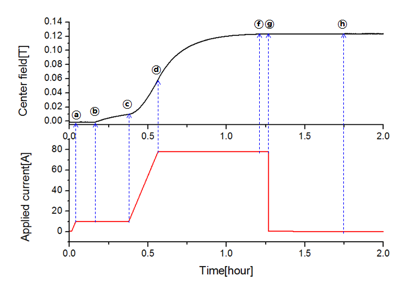 Center field[T]
0.14
0.12
0.10
0.08
0.06
0.04
0.02
0.00
ⓐ ⓑ ⓒ ⓓ ⓕ ⓖ ⓗ
Applied current[A]
80
60
40
20
0
0.0 0.5 1.0 1.5 2.0
Time[hour]